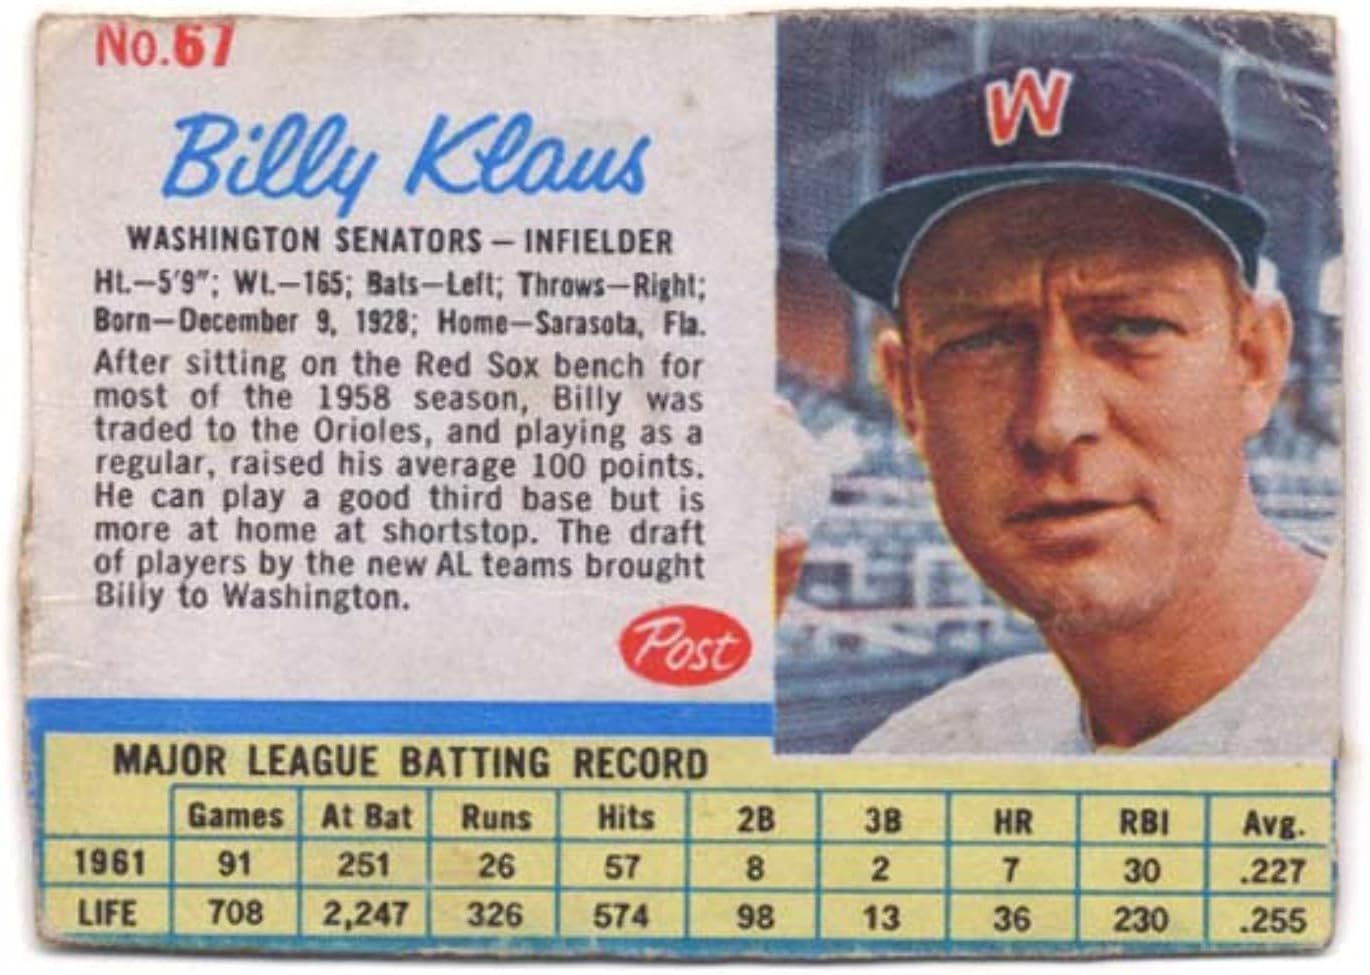 No.67
Billy Klaus
WASHINGTON SENATORS – INFIELDER
Ht.–5'9"; Wt.–165; Bats–Left; Throws–Right;
Born–December 9, 1928; Home–Sarasota, Fla.
After sitting on the Red Sox bench for
most of the 1958 season, Billy was
traded to the Orioles, and playing as a
regular, raised his average 100 points.
He can play a good third base but is
more at home at shortstop. The draft
of players by the new AL teams brought
Billy to Washington.
Post
W
MAJOR LEAGUE BATTING RECORD
Games At Bat Runs Hits 2B 3B HR RBI Avg.
1961 91 251 26 57 8 2 7 30 .227
LIFE 708 2,247 326 574 98 13 36 230 .255